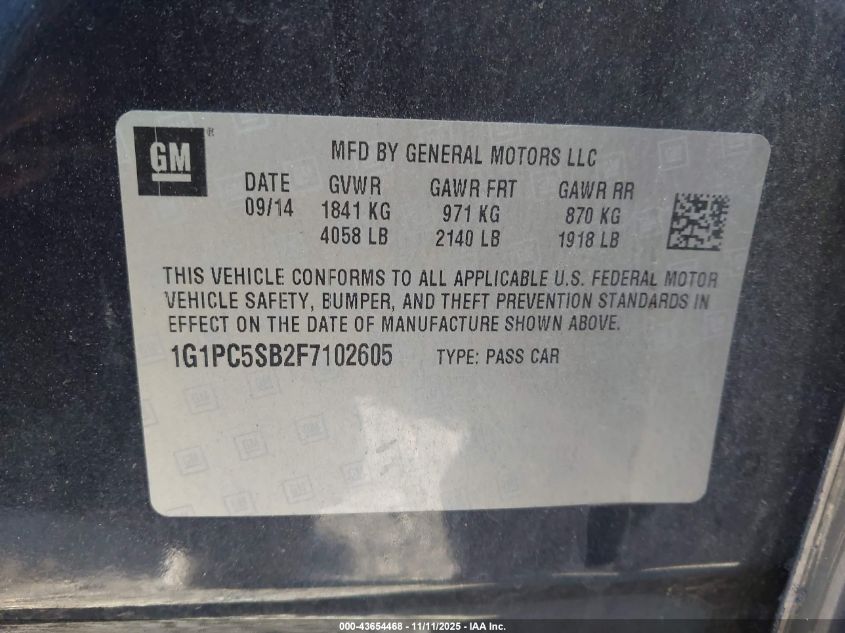 GM ®
MFD BY GENERAL MOTORS LLC
DATE GVWR GAWR FRT GAWR RR
09/14 1841 KG 971 KG 870 KG
4058 LB 2140 LB 1918 LB
THIS VEHICLE CONFORMS TO ALL APPLICABLE U.S. FEDERAL MOTOR
VEHICLE SAFETY, BUMPER, AND THEFT PREVENTION STANDARDS IN
EFFECT ON THE DATE OF MANUFACTURE SHOWN ABOVE.
1G1PC5SB2F7102605 TYPE: PASS CAR
000-43654468 - 11/11/2025 - IAA Inc.